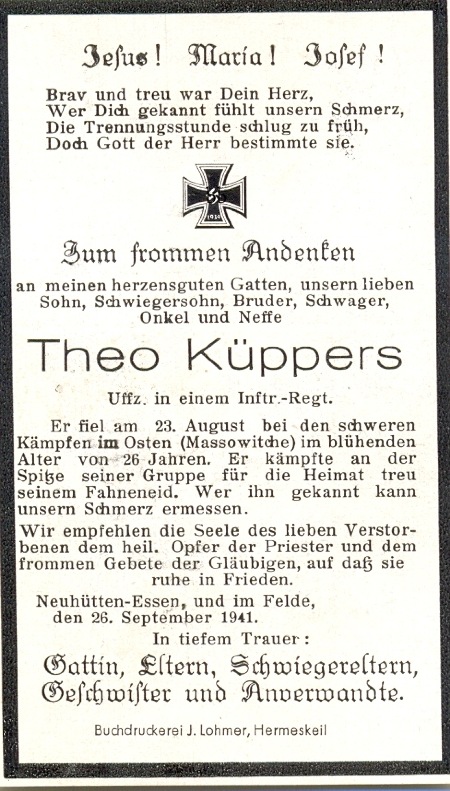 Jesus! Maria! Josef!
Brav und treu war Dein Herz,
Wer Dich gekannt fühlt unsern Schmerz,
Die Trennungsstunde schlug zu früh,
Doch Gott der Herr bestimmte sie.
1939
Zum frommen Andenken
an meinen herzensguten Gatten, unsern lieben
Sohn, Schwiegersohn, Bruder, Schwager,
Onkel und Neffe
Theo Küppers
Uffz. in einem Inftr.-Regt.
Er fiel am 23. August bei den schweren
Kämpfen im Osten (Massowitche) im blühenden
Alter von 26 Jahren. Er kämpfte an der
Spitze seiner Gruppe für die Heimat treu
seinem Fahneneid. Wer ihn gekannt kann
unsern Schmerz ermessen.
Wir empfehlen die Seele des lieben Verstor-
benen dem heil. Opfer der Priester und dem
frommen Gebete der Gläubigen, auf daß sie
ruhe in Frieden.
Neuhütten-Essen, und im Felde,
den 26. September 1941.
In tiefem Trauer:
Gattin, Eltern, Schwiegereltern,
Geschwister und Anverwandte.
Buchdruckerei J. Lohmer, Hermeskeil